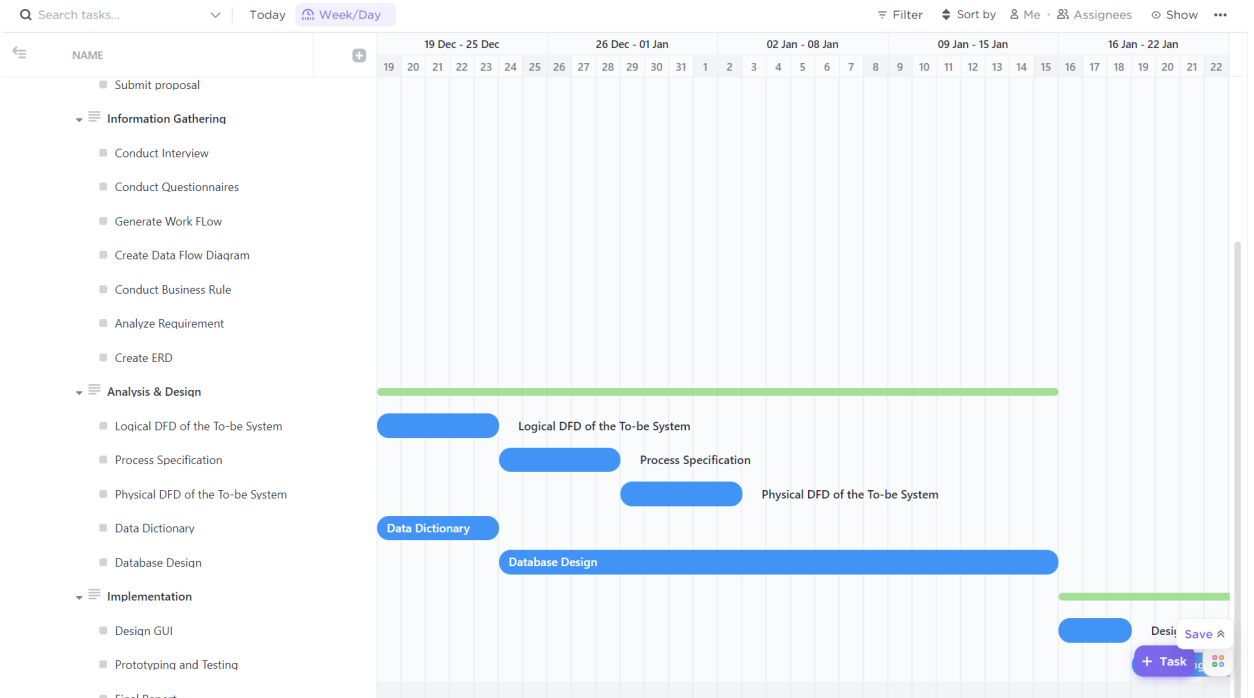 Search tasks...
Today
Week/Day
Filter
Sort by
Me
Assignees
Show
NAME
19 Dec - 25 Dec
26 Dec - 01 Jan
02 Jan - 08 Jan
09 Jan - 15 Jan
16 Jan - 22 Jan
19 20 21 22 23 24 25 26 27 28 29 30 31 1 2 3 4 5 6 7 8 9 10 11 12 13 14 15 16 17 18 19 20 21 22
Submit proposal
Information Gathering
Conduct Interview
Conduct Questionnaires
Generate Work FLow
Create Data Flow Diagram
Conduct Business Rule
Analyze Requirement
Create ERD
Analysis & Design
Logical DFD of the To-be System
Logical DFD of the To-be System
Process Specification
Process Specification
Physical DFD of the To-be System
Physical DFD of the To-be System
Data Dictionary
Data Dictionary
Database Design
Database Design
Implementation
Design GUI
Save
Prototyping and Testing
+ Task
Final Report